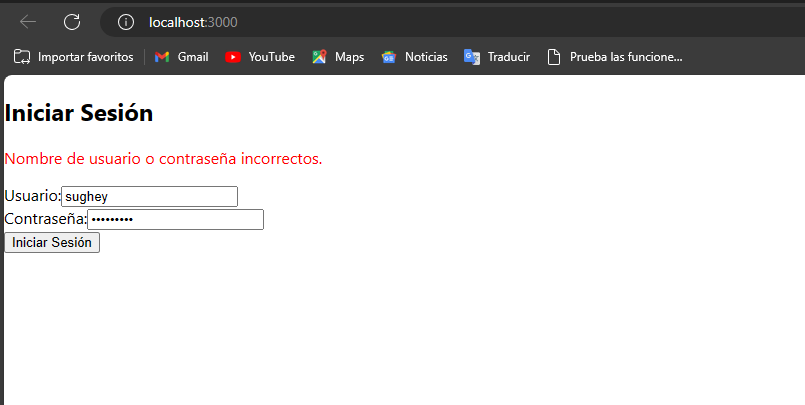 localhost:3000
Importar favoritos Gmail YouTube Maps Noticias Traducir Prueba las funcione...
Iniciar Sesión
Nombre de usuario o contraseña incorrectos.
Usuario: sughey
Contraseña: •••••••••
Iniciar Sesión